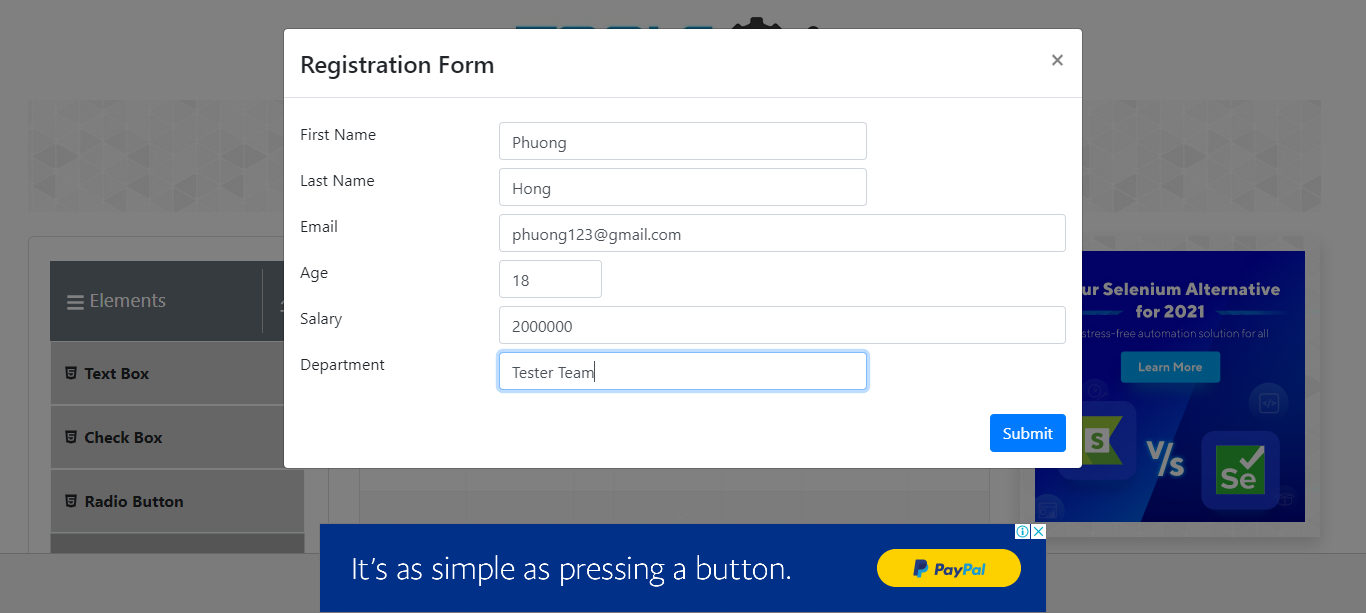 Registration Form
×
First Name
Phuong
Last Name
Hong
Email
phuong123@gmail.com
Age
18
Salary
2000000
Department
Tester Team
Submit
Elements
Text Box
Check Box
Radio Button
ur Selenium Alternative
for 2021
stress-free automation solution for all
Learn More
S
V/s
Se
It's as simple as pressing a button.
PayPal